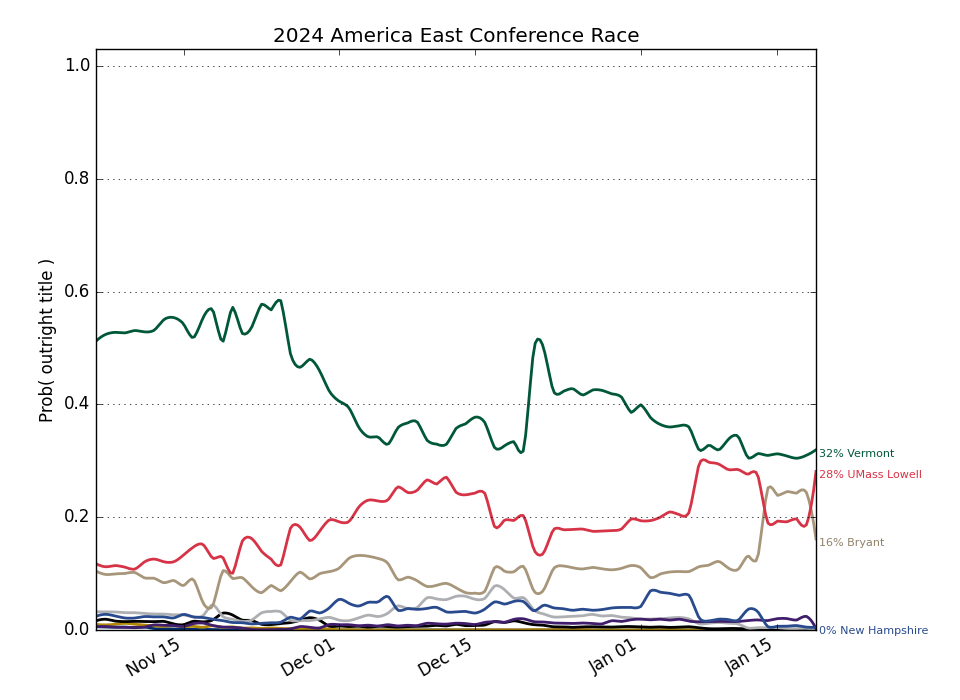 2024 America East Conference Race
1.0
0.8
0.6
0.4
0.2
0.0
Prob( outright title )
32% Vermont
28% UMass Lowell
16% Bryant
0% New Hampshire
Nov 15
Dec 01
Dec 15
Jan 01
Jan 15